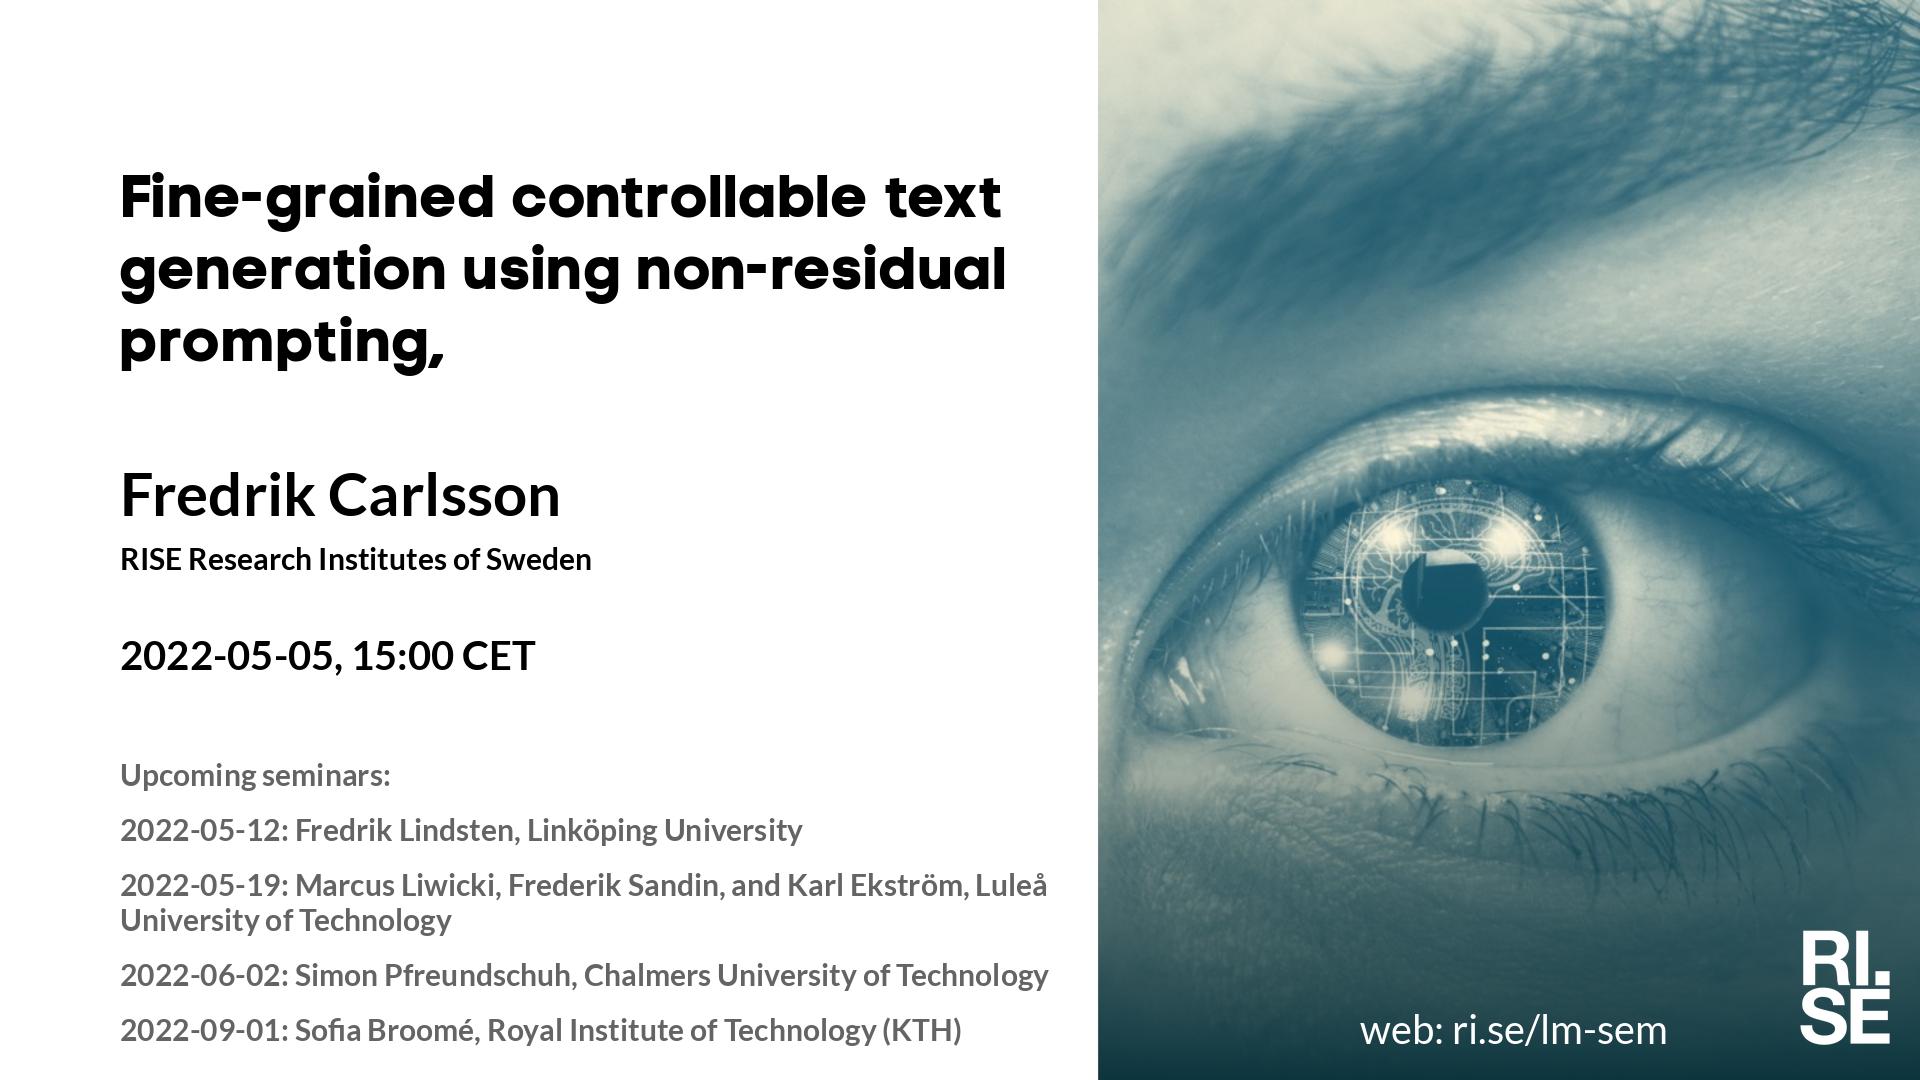 Fine-grained controllable text
generation using non-residual
prompting,
Fredrik Carlsson
RISE Research Institutes of Sweden
2022-05-05, 15:00 CET
Upcoming seminars:
2022-05-12: Fredrik Lindsten, Linköping University
2022-05-19: Marcus Liwicki, Frederik Sandin, and Karl Ekström, Luleå
University of Technology
2022-06-02: Simon Pfreundschuh, Chalmers University of Technology
2022-09-01: Sofia Broomé, Royal Institute of Technology (KTH)
web: ri.se/lm-sem
RI.
SE